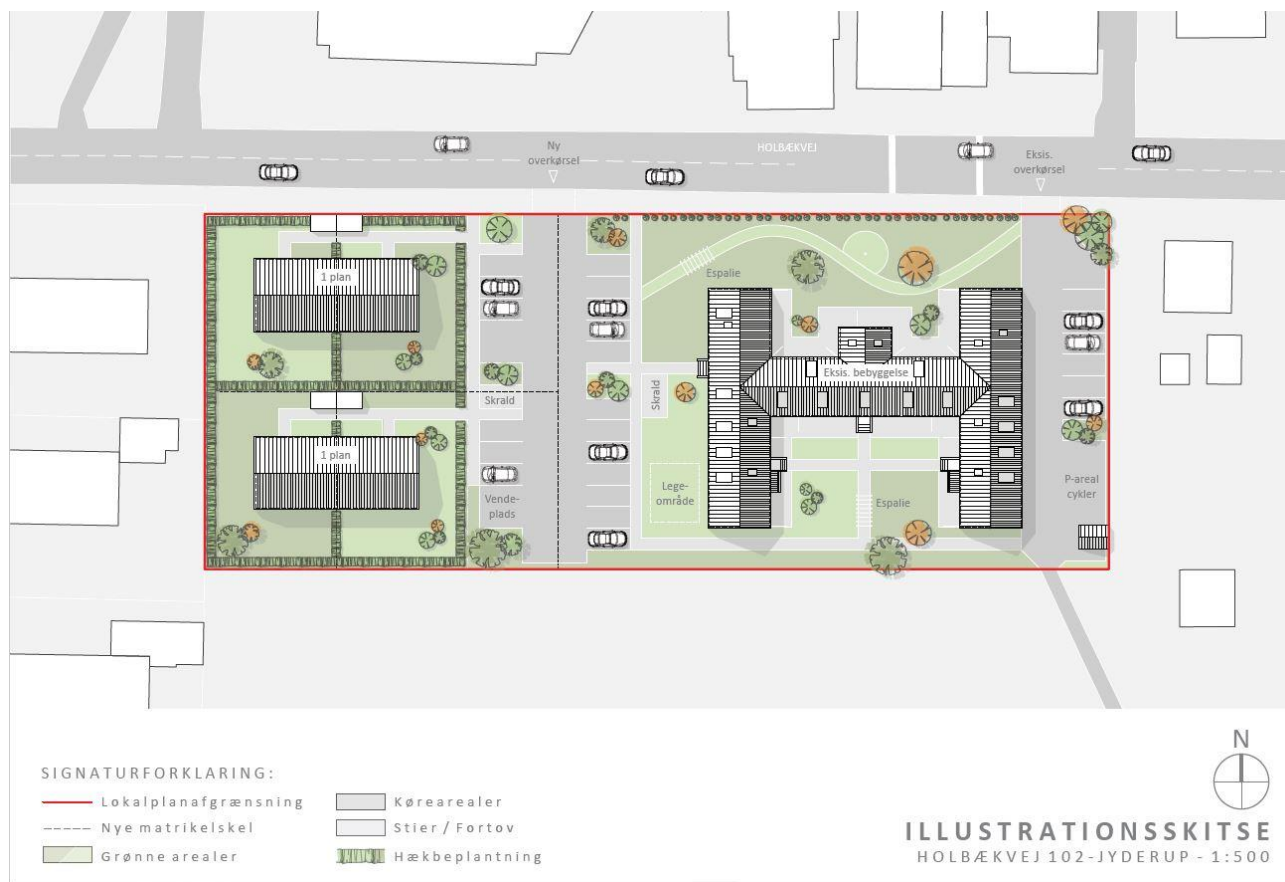 Ny
overkørsel
HOLBÆKVEJ
Eksis.
overkørsel
1 plan
Espalie
Eksis. bebyggelse
Skrald
Skrald
1 plan
Lege-
område
Espalie
P-areal
cykler
Vende-
plads
SIGNATURFORKLARING:
Lokalplanafgrænsning
Nye matrikelskel
Grønne arealer
Kørearealer
Stier / Fortov
Hækbeplantning
N
ILLUSTRATIONSSKITSE
HOLBÆKVEJ 102-JYDERUP - 1:500